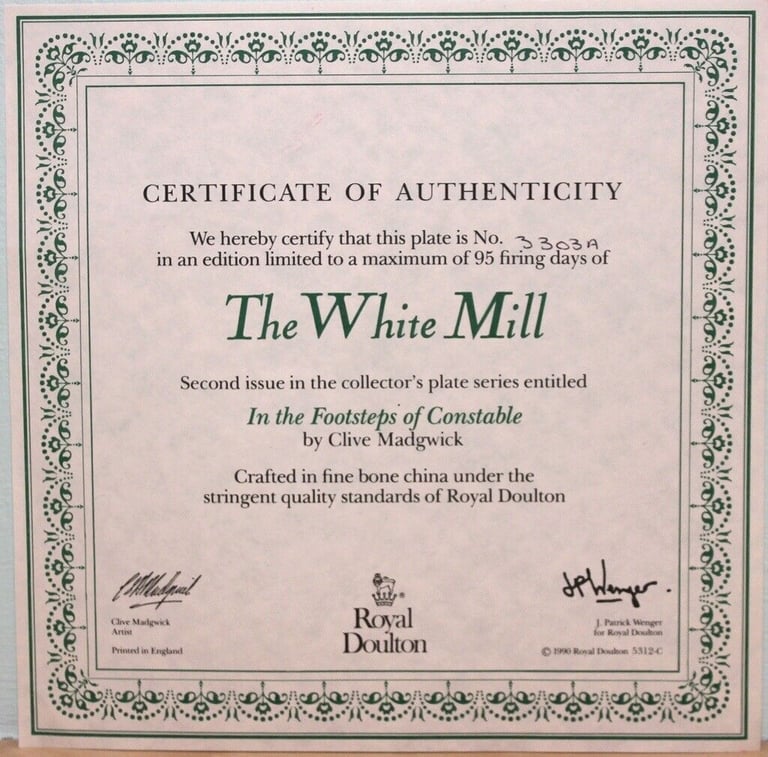 CERTIFICATE OF AUTHENTICITY
We hereby certify that this plate is No. 3303A
in an edition limited to a maximum of 95 firing days of
The White Mill
Second issue in the collector's plate series entitled
In the Footsteps of Constable
by Clive Madgwick
Crafted in fine bone china under the
stringent quality standards of Royal Doulton
Clive Madgwick
Artist
Printed in England
®
Royal
Doulton
JPWenger.
J. Patrick Wenger
for Royal Doulton
© 1990 Royal Doulton 5312-C